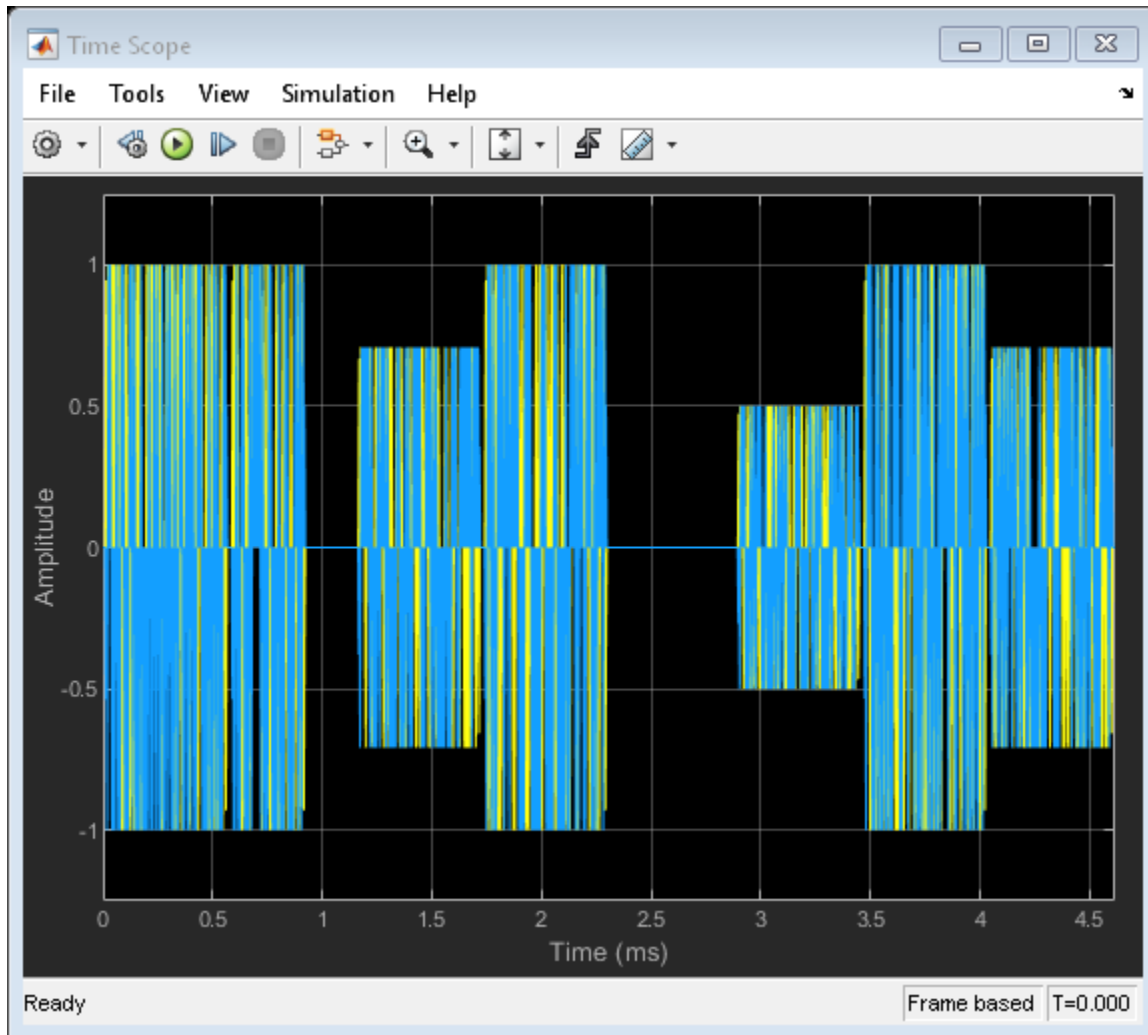 Time Scope
File Tools View Simulation Help
1
0.5
0
-0.5
-1
Amplitude
0 0.5 1 1.5 2 2.5 3 3.5 4 4.5
Time (ms)
Ready Frame based T=0.000